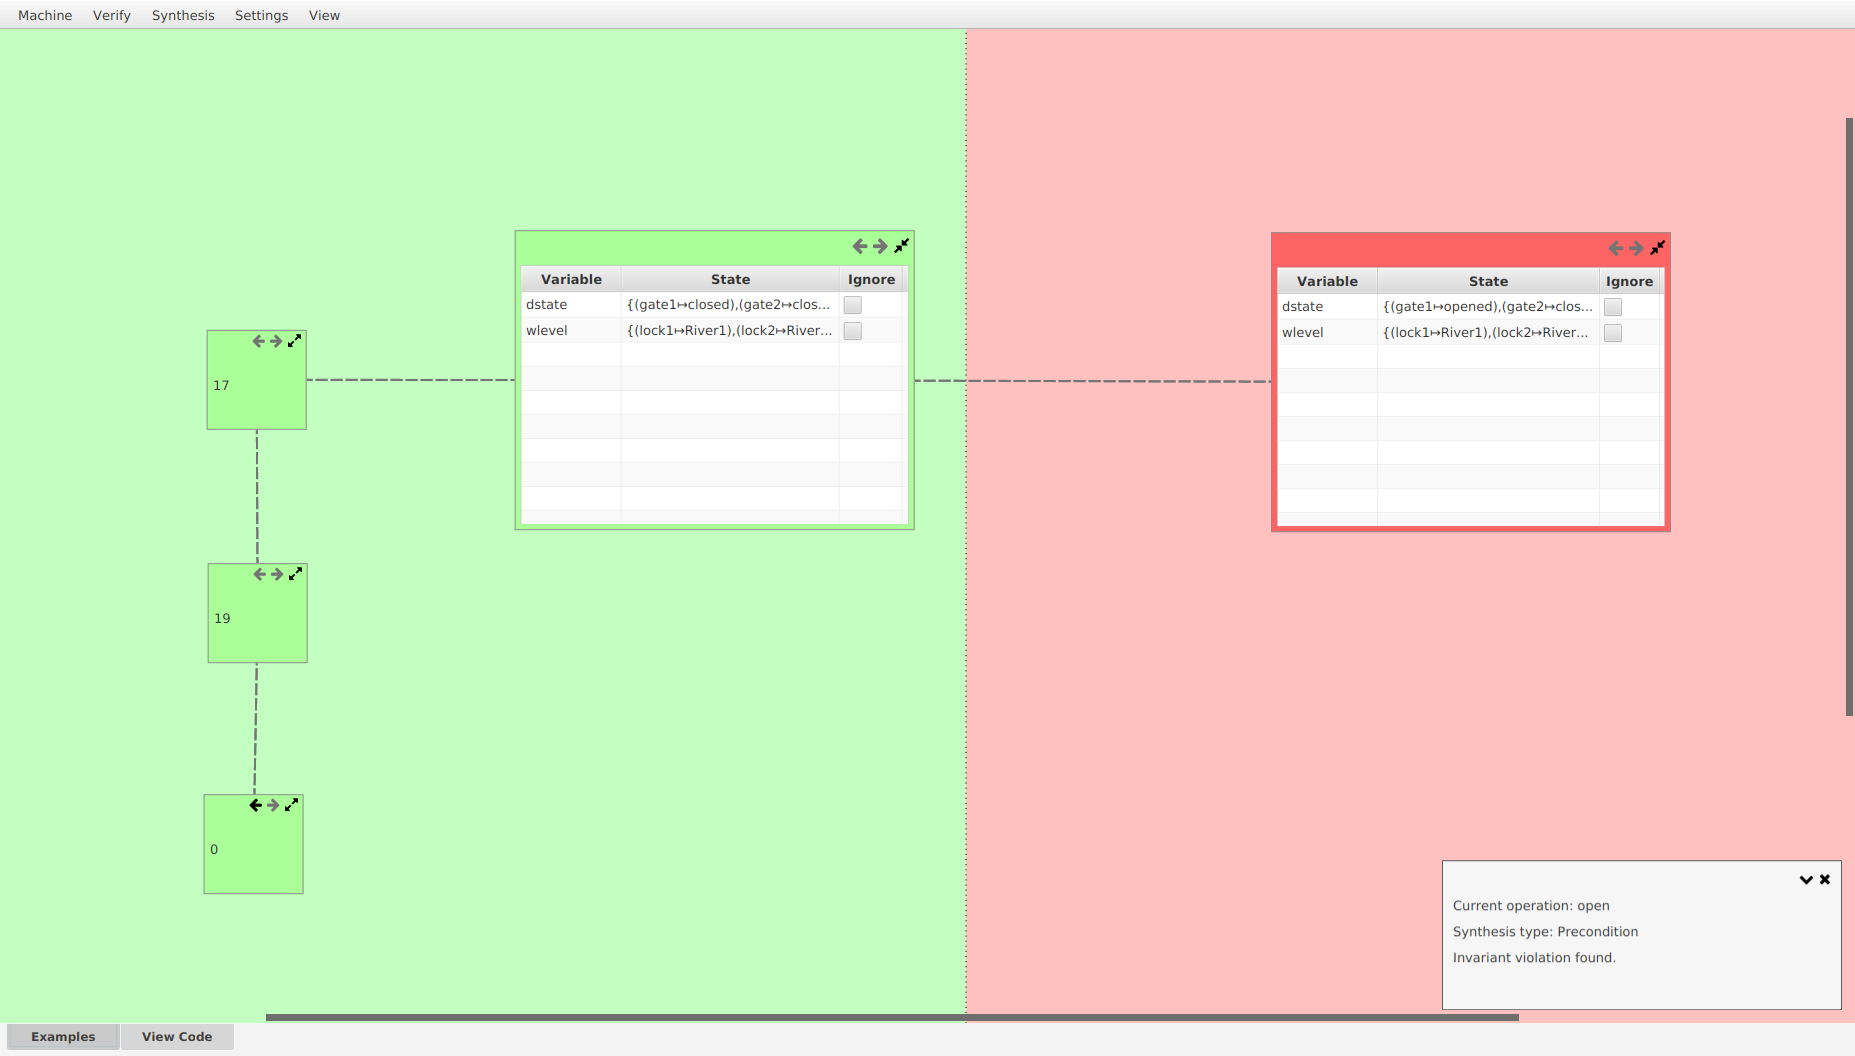 Machine Verify Synthesis Settings View
Variable State Ignore
dstate {(gate1↦closed),(gate2↦clos...
wlevel {(lock1↦River1),(lock2↦River...
Variable State Ignore
dstate {(gate1↦opened),(gate2↦clos...
wlevel {(lock1↦River1),(lock2↦River...
17
19
0
Current operation: open
Synthesis type: Precondition
Invariant violation found.
Examples View Code